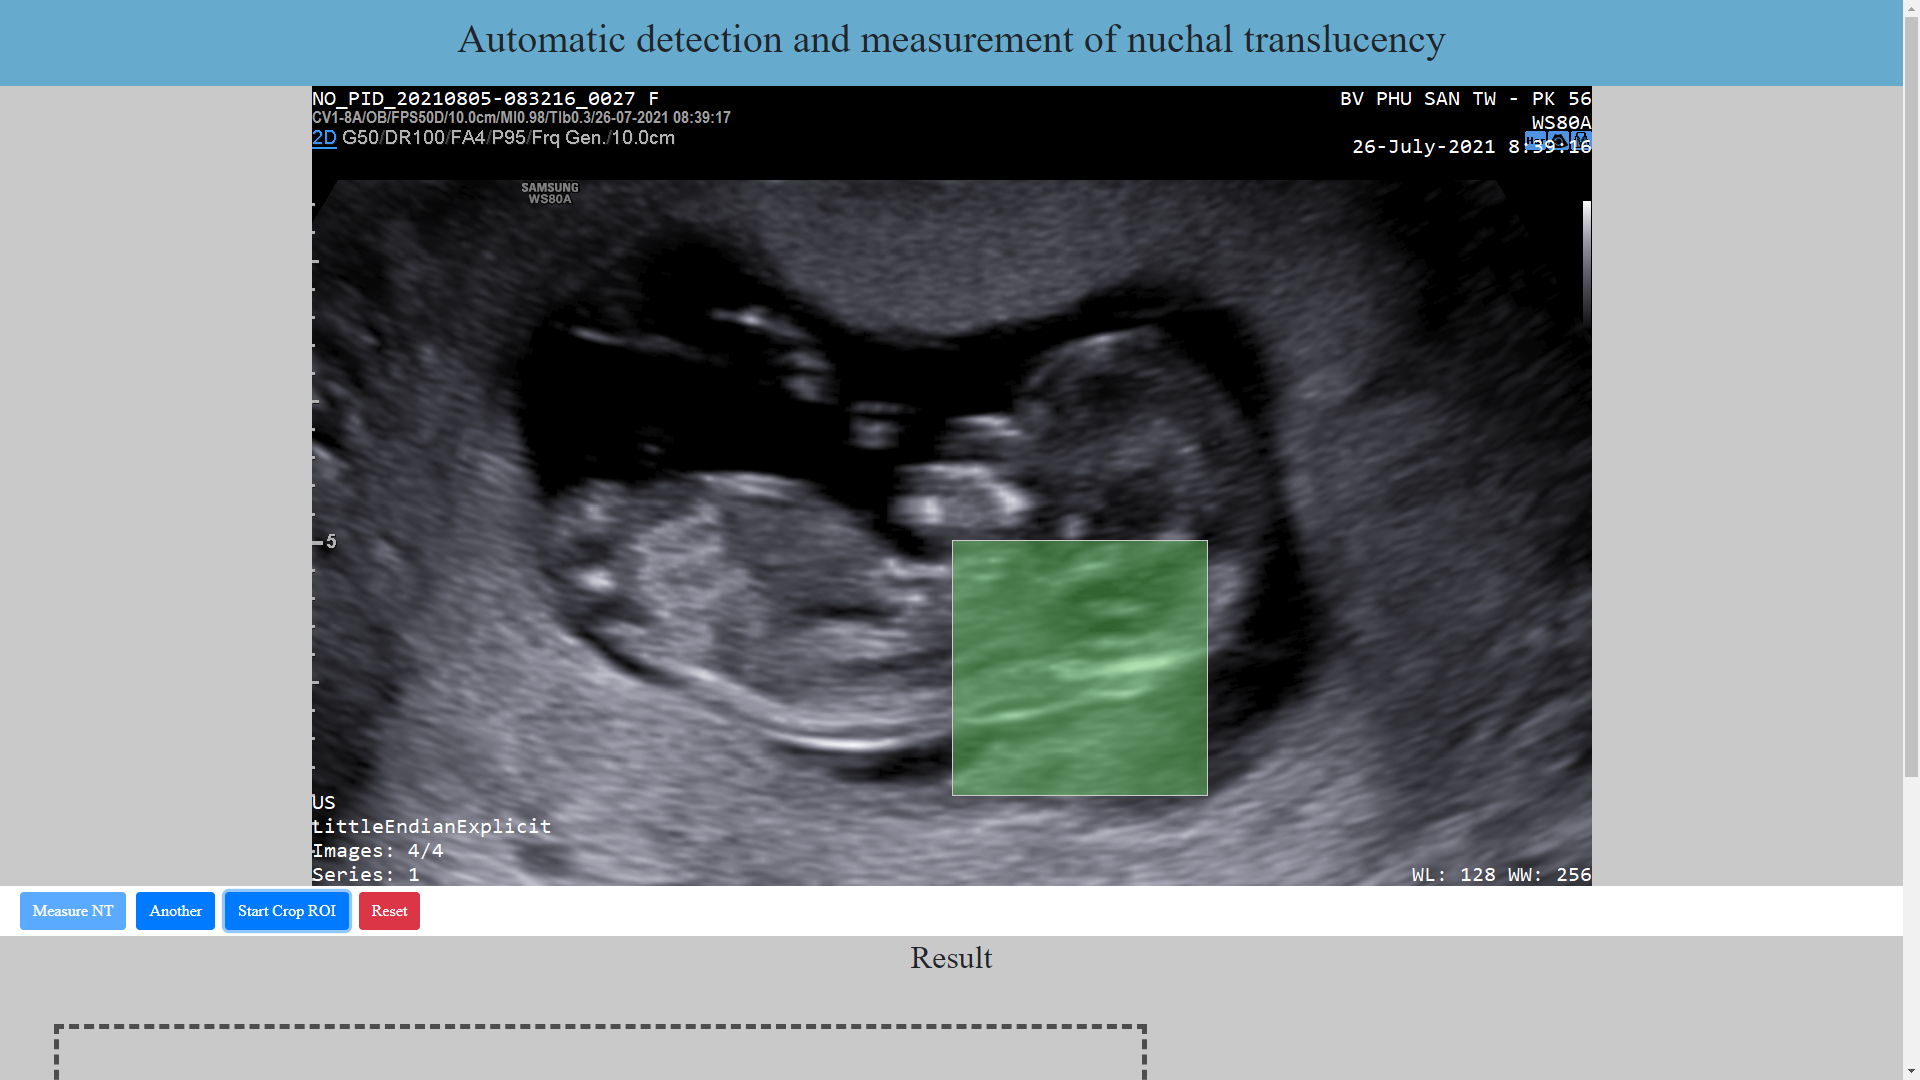 Automatic detection and measurement of nuchal translucency
NO_PID_20210805-083216_0027 F
CV1-8A/OB/FPS50D/10.0cm/MI0.98/TIb0.3/26-07-2021 08:39:17
2D G50/DR100/FA4/P95/Frq Gen./10.0cm
BV PHU SAN TW - PK 56
WS80A
26-July-2021 8:39:16
SAMSUNG
WS80A
5
US
LittleEndianExplicit
Images: 4/4
Series: 1
WL: 128 WW: 256
Measure NT
Another
Start Crop ROI
Reset
Result